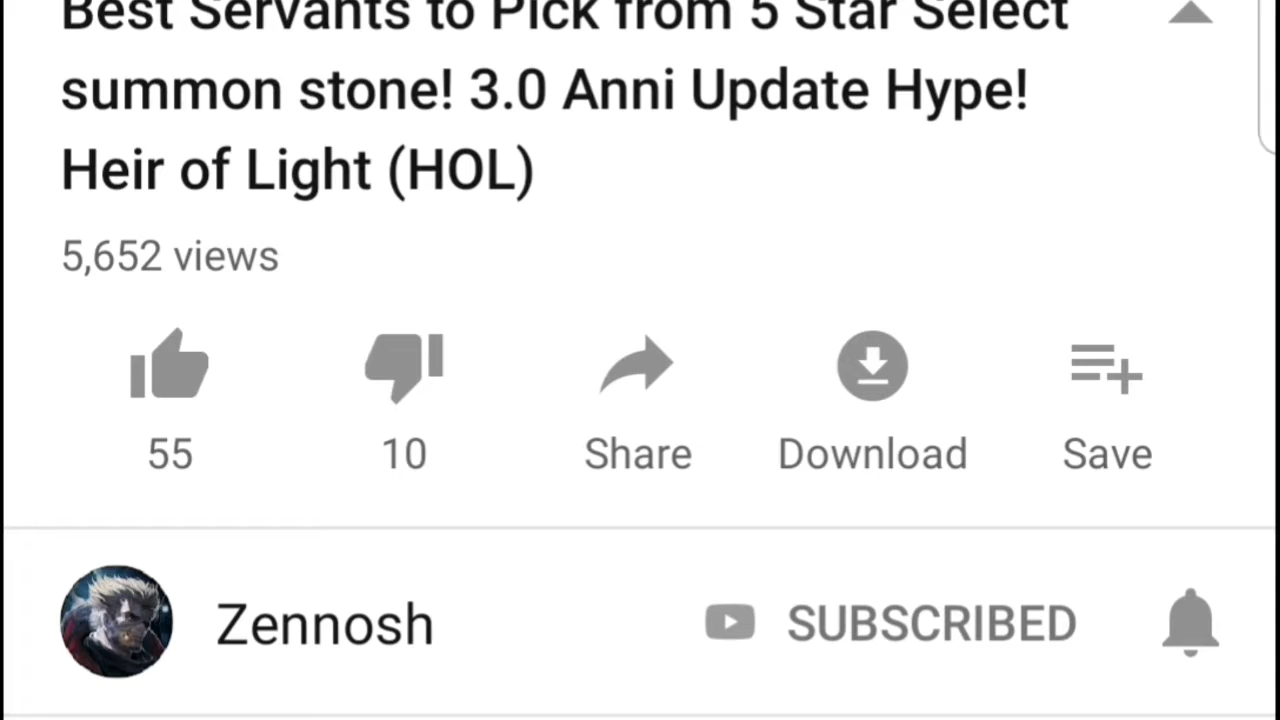 Best Servants to Pick from 5 Star Select
summon stone! 3.0 Anni Update Hype!
Heir of Light (HOL)
5,652 views
55
10
Share
Download
Save
Zennosh
SUBSCRIBED